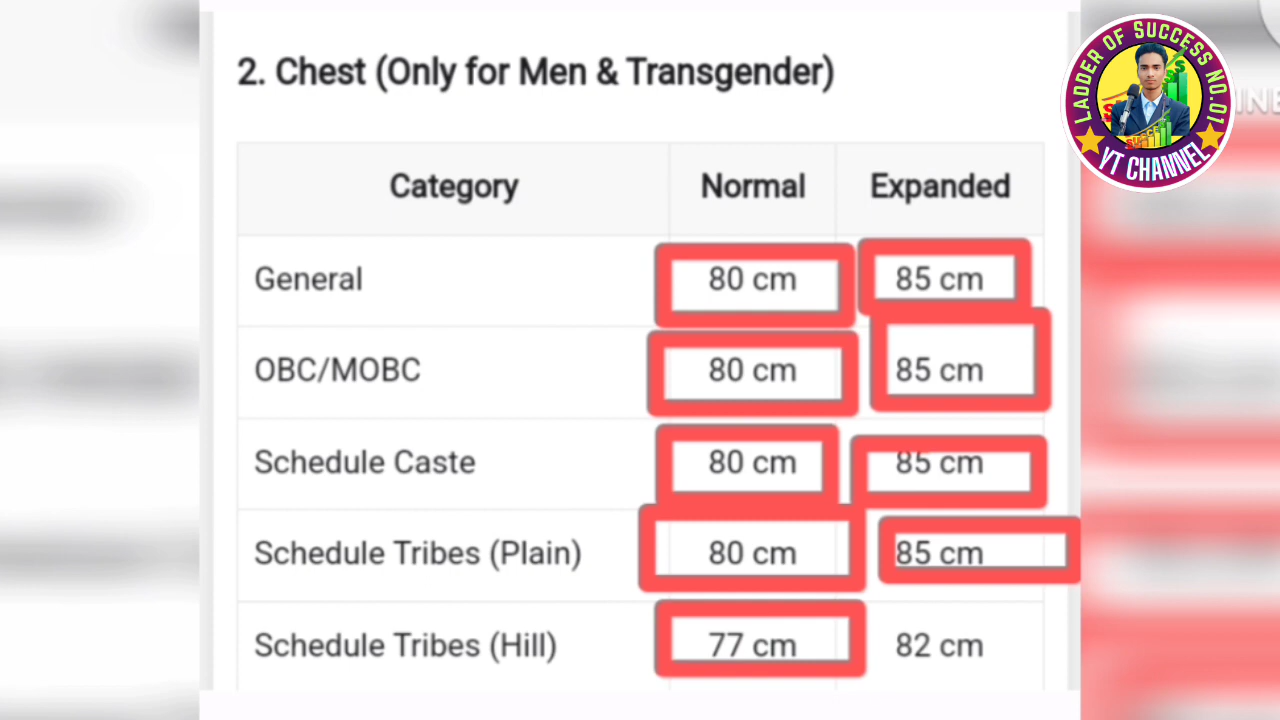 2. Chest (Only for Men & Transgender)
Category Normal Expanded
General 80 cm 85 cm
OBC/MOBC 80 cm 85 cm
Schedule Caste 80 cm 85 cm
Schedule Tribes (Plain) 80 cm 85 cm
Schedule Tribes (Hill) 77 cm 82 cm
LADDER OF SUCCESS NO.01
YT CHANNEL